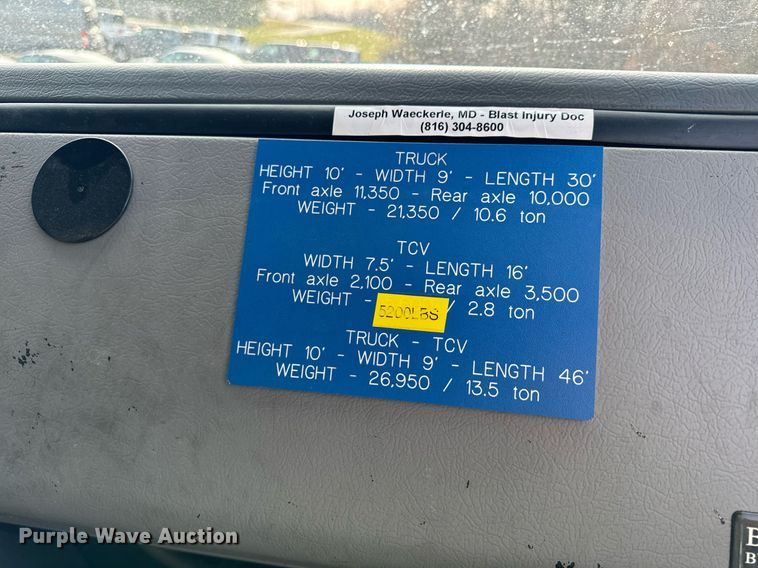 Joseph Waeckerle, MD - Blast Injury Doc
(816) 304-8600
TRUCK
HEIGHT 10' - WIDTH 9' - LENGTH 30'
Front axle 11,350 - Rear axle 10,000
WEIGHT - 21,350 / 10.6 ton
TCV
WIDTH 7.5' - LENGTH 16'
Front axle 2,100 - Rear axle 3,500
WEIGHT - 5200LBS / 2.8 ton
TRUCK - TCV
HEIGHT 10' - WIDTH 9' - LENGTH 46'
WEIGHT - 26,950 / 13.5 ton
Purple Wave Auction